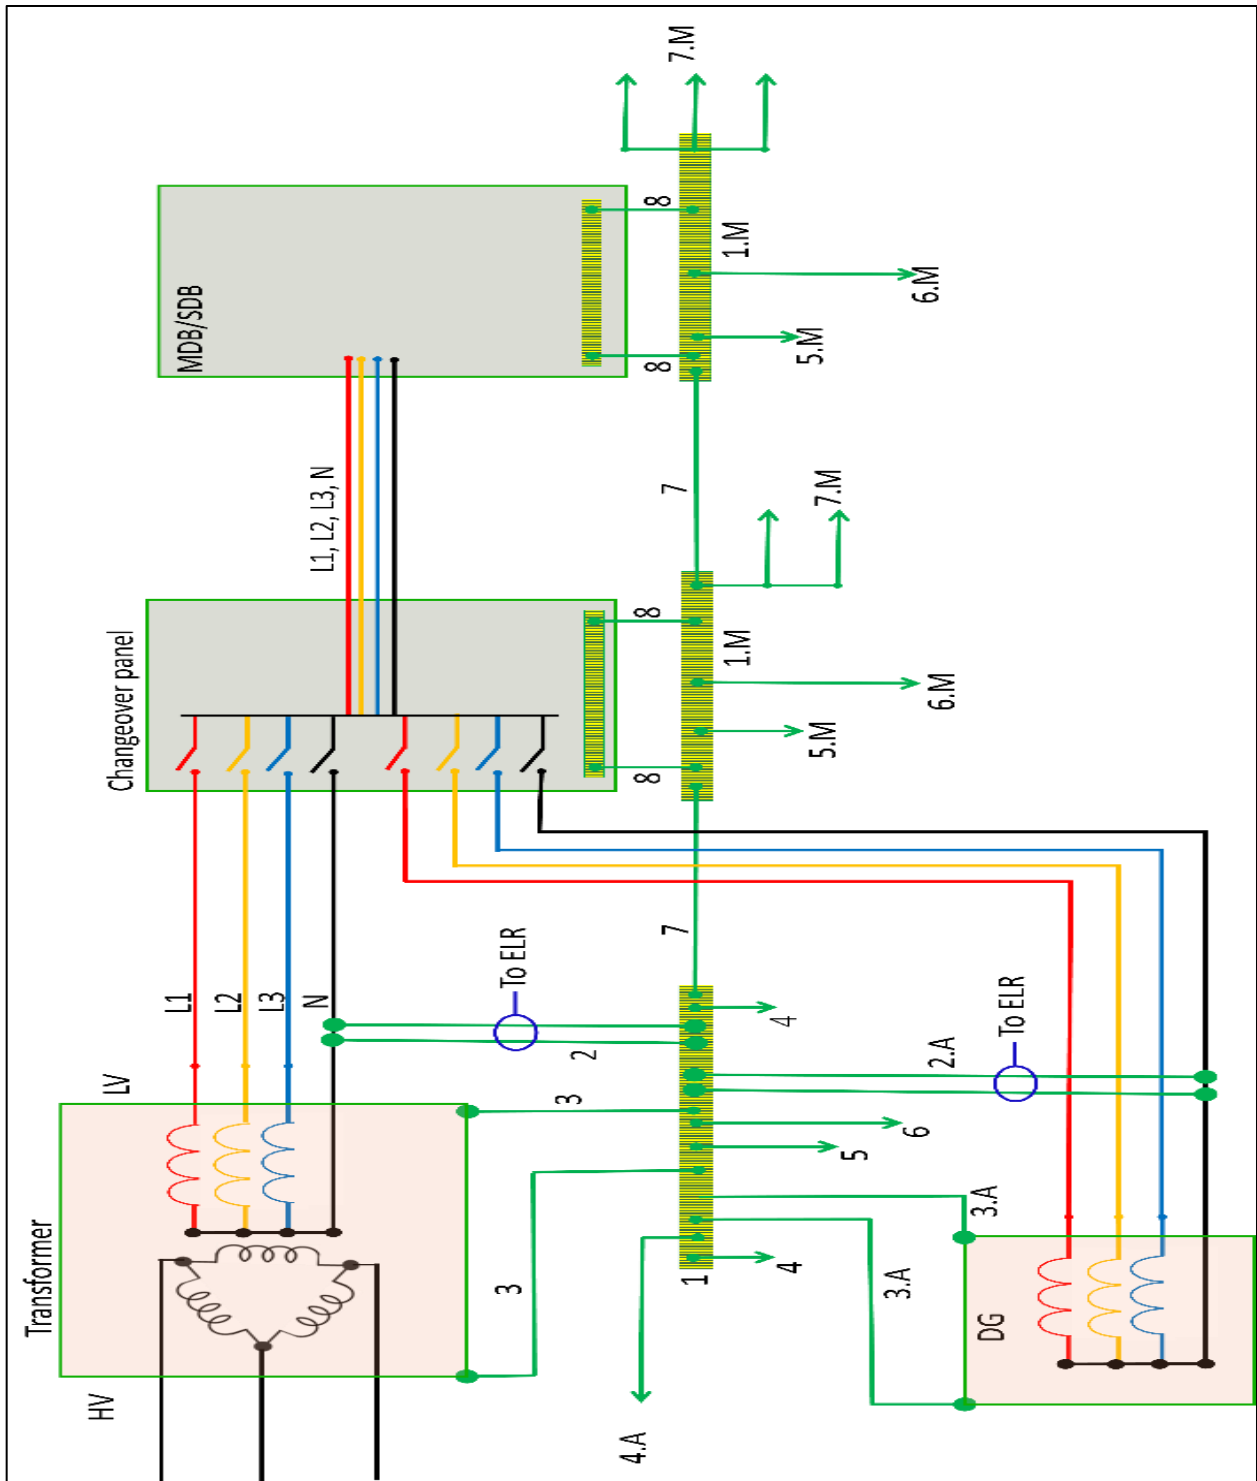 HV
Transformer
LV
L1
L2
L3
N
Changeover panel
L1, L2, L3, N
MDB/SDB
3
3
2
To ELR
8
8
8
8
4.A
1
7
1.M
7
1.M
7.M
4
5
6
4
5.M
6.M
7.M
5.M
6.M
3.A
3.A
2.A
To ELR
DG